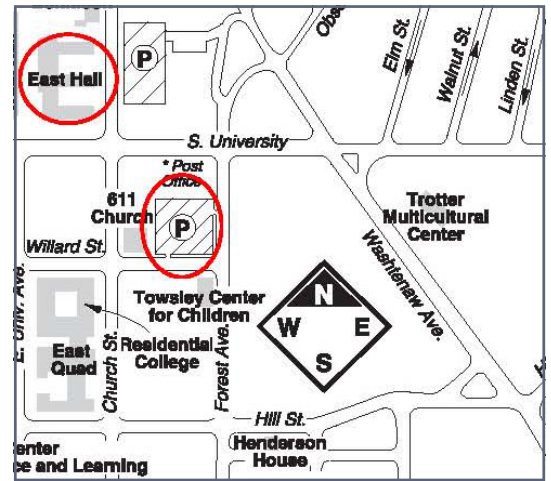 Obs
East Hall
P
Elm St.
Walnut St.
Linden St.
S. University
* Post
Office
611
Church
P
Trotter
Multicultural
Center
Willard St.
Washtenaw Ave.
N
W E
S
Towsley Center
for Children
E. Univ. Ave.
Church St.
Residential
College
East
Quad
Forest Ave.
Hill St.
Henderson
House
enter
ce and Learning